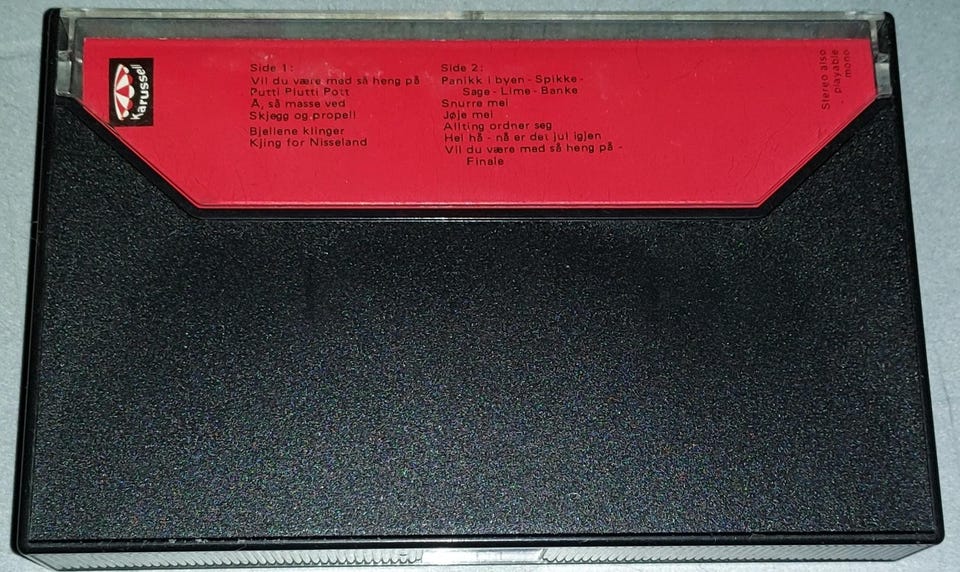 Karussell
Side 1:
Vil du være med så heng på
Putti Plutti Pott
Å, så masse ved
Skjegg og propell
Bjellene klinger
Kjing for Nisseland
Side 2:
Panikk i byen - Spikke -
Sage - Lime - Banke
Snurre mei
Jøje mei
Allting ordner seg
Hei hå - nå er det jul igjen
Vil du være med så heng på -
Finale
Stereo also
playable
mono